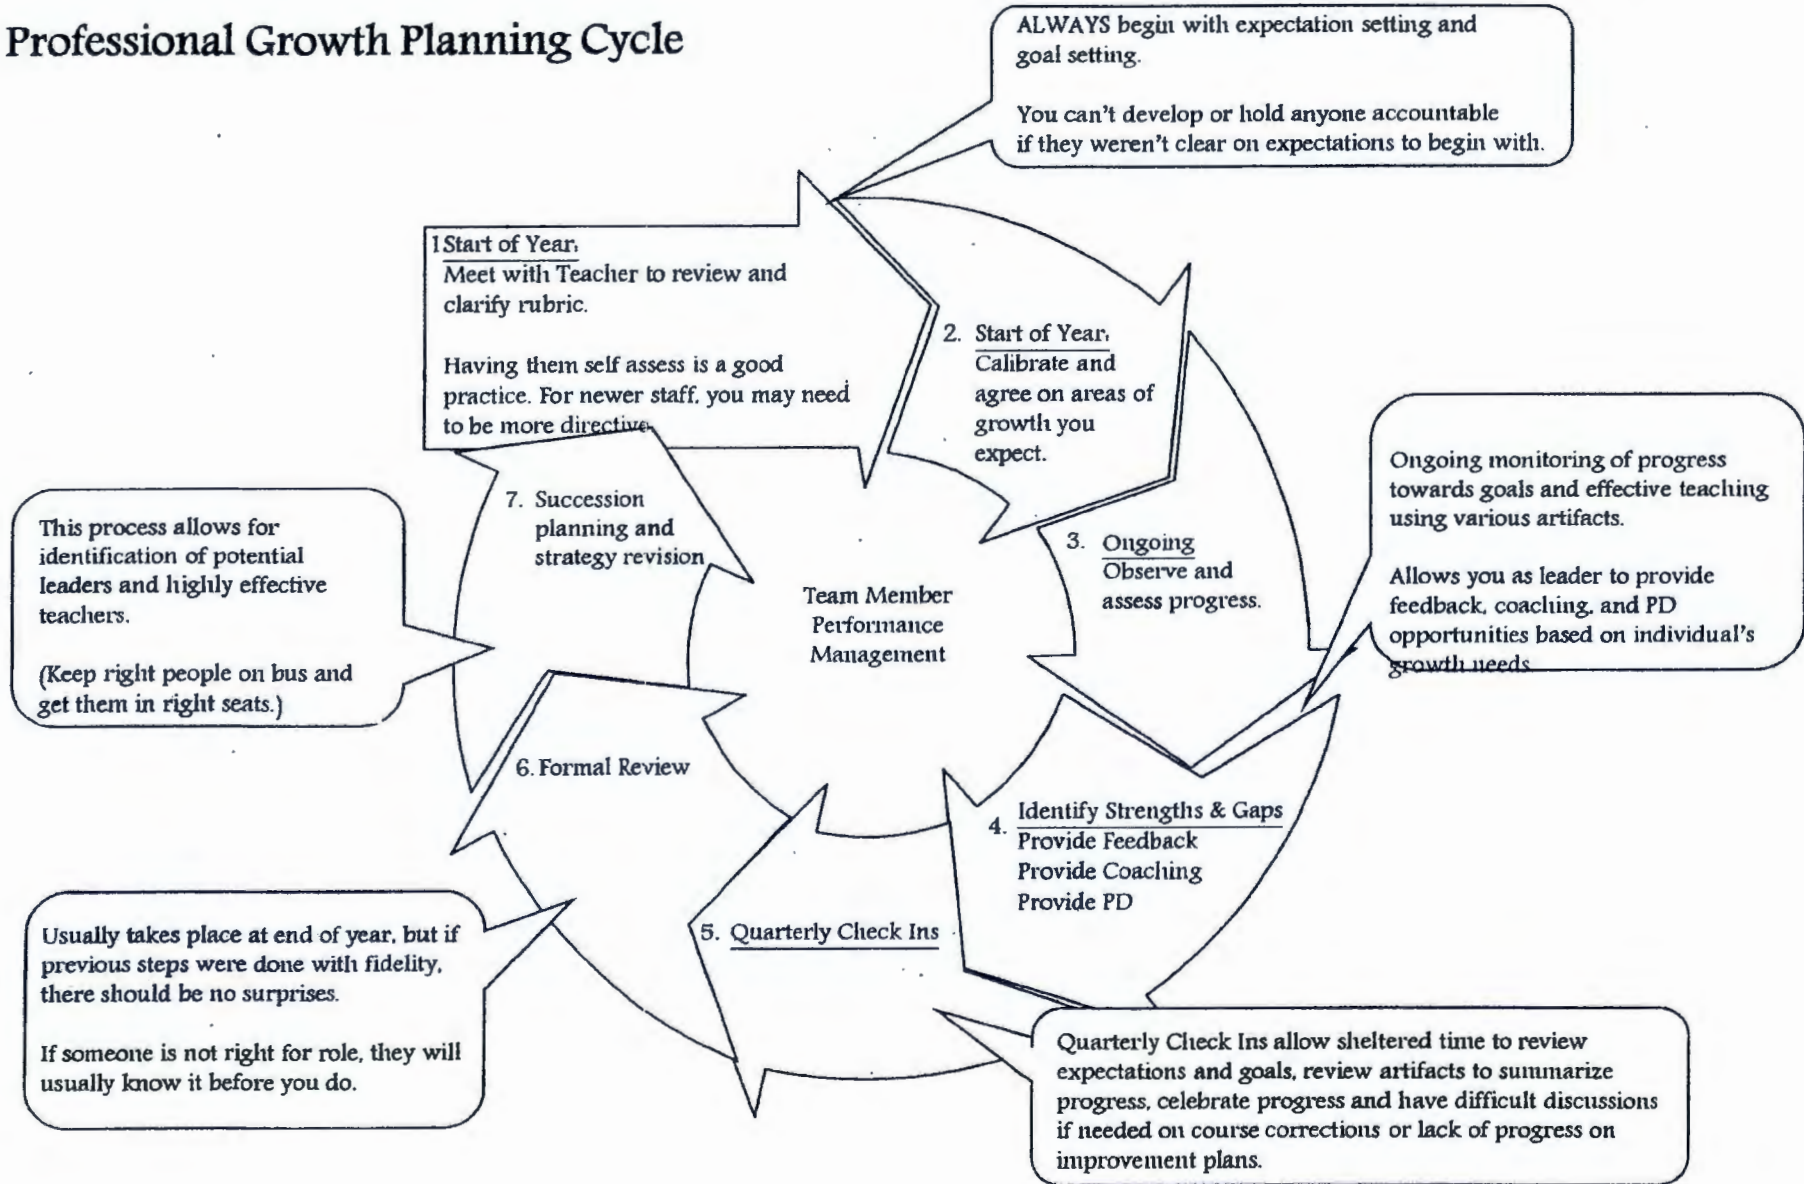 Professional Growth Planning Cycle
ALWAYS begin with expectation setting and
goal setting.
You can't develop or hold anyone accountable
if they weren't clear on expectations to begin with.
1 Start of Year:
Meet with Teacher to review and
clarify rubric.
Having them self assess is a good
practice. For newer staff, you may need
to be more directive.
2. Start of Year:
Calibrate and
agree on areas of
growth you
expect.
3. Ongoing
Observe and
assess progress.
Ongoing monitoring of progress
towards goals and effective teaching
using various artifacts.
Allows you as leader to provide
feedback, coaching, and PD
opportunities based on individual's
growth needs
4. Identify Strengths & Gaps
Provide Feedback
Provide Coaching
Provide PD
5. Quarterly Check Ins
Quarterly Check Ins allow sheltered time to review
expectations and goals, review artifacts to summarize
progress, celebrate progress and have difficult discussions
if needed on course corrections or lack of progress on
improvement plans.
6. Formal Review
Usually takes place at end of year, but if
previous steps were done with fidelity,
there should be no surprises.
If someone is not right for role, they will
usually know it before you do.
7. Succession
planning and
strategy revision
This process allows for
identification of potential
leaders and highly effective
teachers.
(Keep right people on bus and
get them in right seats.)
Team Member
Performance
Management